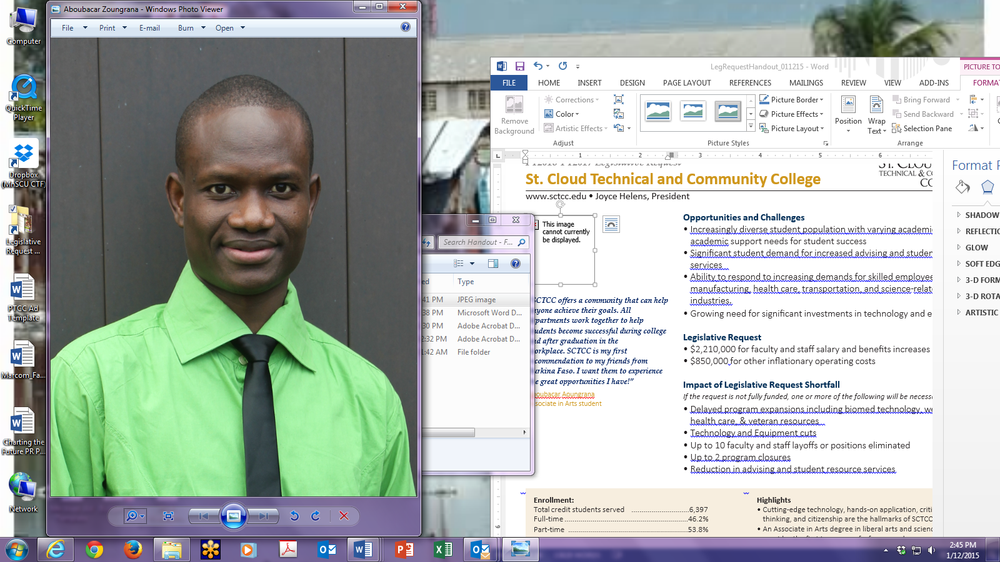 Aboubacar Zoungrana - Windows Photo Viewer
File Print E-mail Burn Open
Computer
QuickTime
Player
Dropbox
(MnSCU CTF)
Legislative
Request ...
PTCC Ad
Template
Marcom_Fa...
Charting the
Future PR P...
Network
Search Handout - F...
ed Type
41 PM JPEG image
38 PM Microsoft Word D...
30 PM Adobe Acrobat D...
2:32 PM Adobe Acrobat D...
1:42 AM File folder
LegRequestHandout_011215 - Word
PICTURE TO
FILE HOME INSERT DESIGN PAGE LAYOUT REFERENCES MAILINGS REVIEW VIEW ADD-INS FORMA
Remove
Background
Corrections
Color
Artistic Effects
Adjust
Picture Border
Picture Effects
Picture Layout
Picture Styles
Position
Wrap
Text
Bring Forward
Send Backward
Selection Pane
Arrange
1 2 3 4 5 6
Legislative Request
St. Cloud Technical and Community College
www.sctcc.edu • Joyce Helens, President
ST. CLOU
TECHNICAL & CO
CO
This image
cannot currently
be displayed.
SCTCC offers a community that can help
nyone achieve their goals. All
partments work together to help
udents become successful during college
nd after graduation in the
orkplace. SCTCC is my first
commendation to my friends from
urkina Faso. I want them to experience
e great opportunities I have!”
boubacar Aoungrana
sociate in Arts student
Opportunities and Challenges
• Increasingly diverse student population with varying academi
academic support needs for student success
• Significant student demand for increased advising and studen
services
• Ability to respond to increasing demands for skilled employee
manufacturing, health care, transportation, and science-relate
industries.
• Growing need for significant investments in technology and e
Legislative Request
• $2,210,000 for faculty and staff salary and benefits increases
• $850,000 for other inflationary operating costs
Impact of Legislative Request Shortfall
If the request is not fully funded, one or more of the following will be necess
• Delayed program expansions including biomed technology, we
health care, & veteran resources
• Technology and Equipment cuts
• Up to 10 faculty and staff layoffs or positions eliminated
• Up to 2 program closures
• Reduction in advising and student resource services
Enrollment:
Total credit students served ............................6,397
Full-time................................................46.2%
Part-time ..............................................53.8%
Highlights
• Cutting-edge technology, hands-on application, criti
thinking, and citizenship are the hallmarks of SCTCC
• An Associate in Arts degree in liberal arts and scienc
Format P
SHADOW
REFLECTIO
GLOW
SOFT EDG
3-D FORM
3-D ROTA
ARTISTIC
2:45 PM
1/12/2015